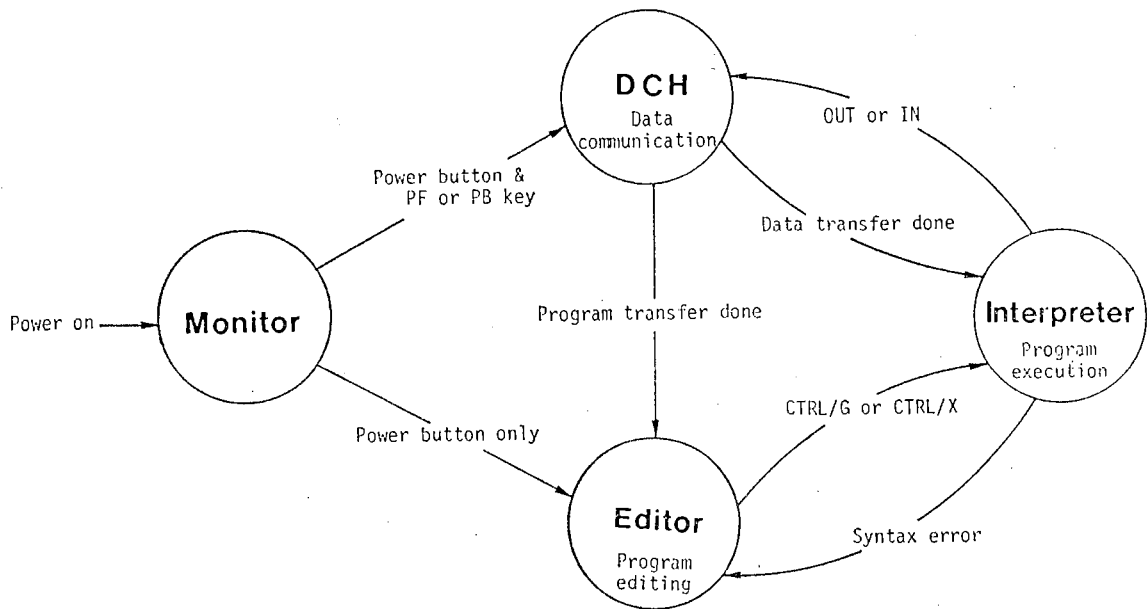 DCH
Data
communication
OUT or IN
Power button &
PF or PB key
Data transfer done
Power on
Monitor
Program transfer done
Interpreter
Program
execution
CTRL/G or CTRL/X
Power button only
Editor
Program
editing
Syntax error